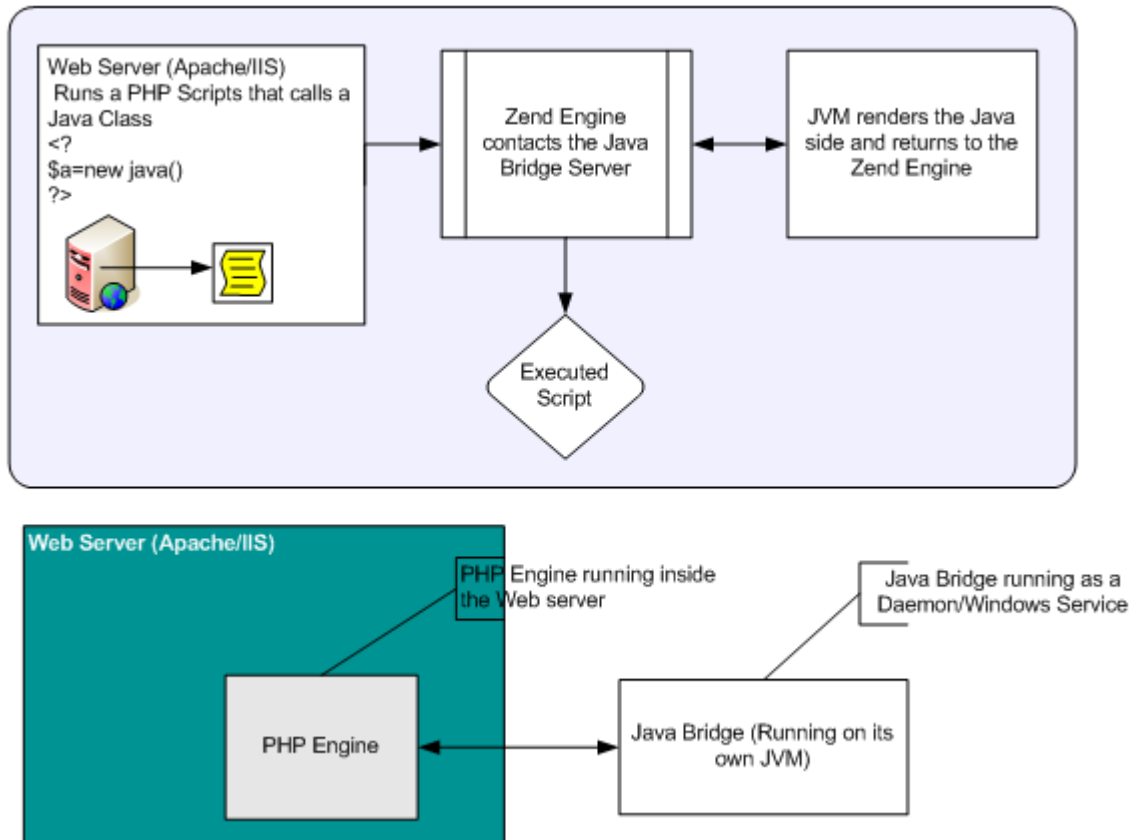 Web Server (Apache/IIS)
Runs a PHP Scripts that calls a
Java Class
<?
$a=new java()
?>
Zend Engine
contacts the Java
Bridge Server
JVM renders the Java
side and returns to the
Zend Engine
Executed
Script
Web Server (Apache/IIS)
PHP Engine running inside
the Web server
Java Bridge running as a
Daemon/Windows Service
PHP Engine
Java Bridge (Running on its
own JVM)